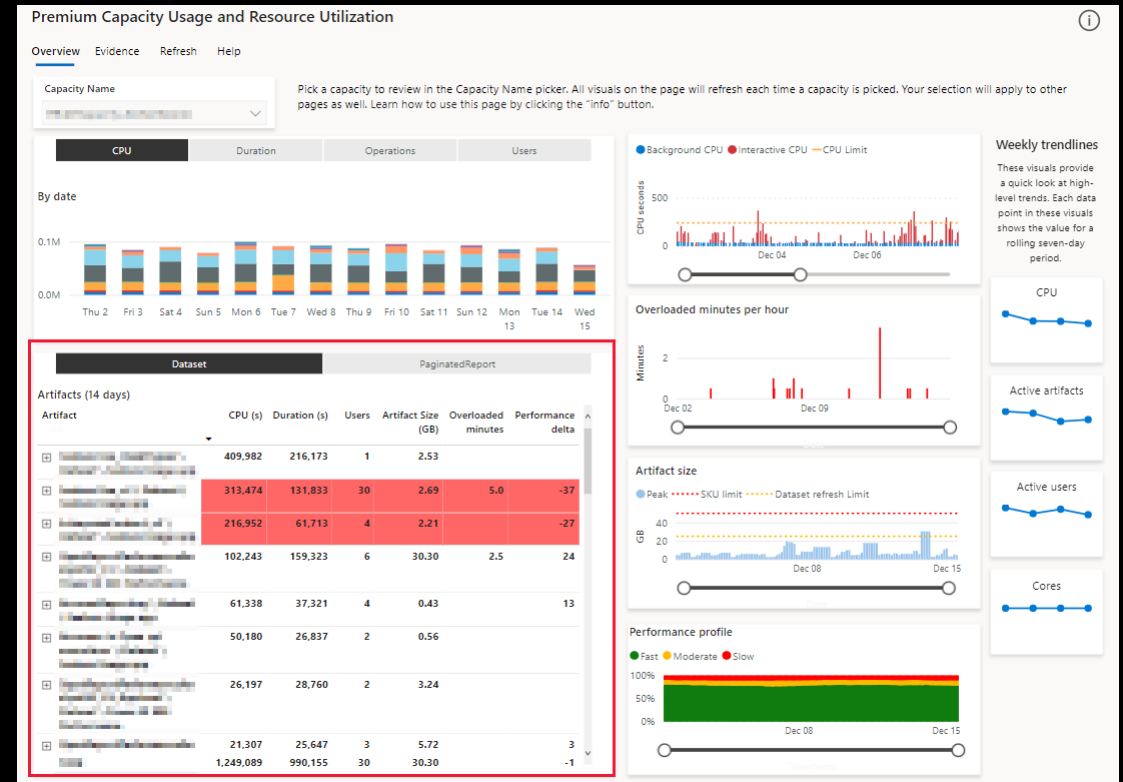 Premium Capacity Usage and Resource Utilization
Overview Evidence Refresh Help
Capacity Name
Pick a capacity to review in the Capacity Name picker. All visuals on the page will refresh each time a capacity is picked. Your selection will apply to other
pages as well. Learn how to use this page by clicking the "info" button.
CPU Duration Operations Users
By date
0.1M
0.0M
Thu 2 Fri 3 Sat 4 Sun 5 Mon 6 Tue 7 Wed 8 Thu 9 Fri 10 Sat 11 Sun 12 Mon 13 Tue 14 Wed 15
Dataset PaginatedReport
Artifacts (14 days)
Artifact CPU (s) Duration (s) Users Artifact Size (GB) Overloaded minutes Performance delta
409,982 216,173 1 2.53
313,474 131,833 30 2.69 5.0 -37
216,952 61,713 4 2.21 -27
102,243 159,323 6 30.30 2.5 24
61,338 37,321 4 0.43 13
50,180 26,837 2 0.56
26,197 28,760 2 3.24
21,307 25,647 3 5.72 3
1,249,089 990,155 30 30.30 -1
Background CPU Interactive CPU CPU Limit
CPU seconds
500
0
Dec 04 Dec 06
Overloaded minutes per hour
Minutes
2
0
Dec 02 Dec 09
Artifact size
Peak SKU limit Dataset refresh Limit
GB
40
20
0
Dec 08 Dec 15
Performance profile
Fast Moderate Slow
100%
50%
0%
Dec 08 Dec 15
Weekly trendlines
These visuals provide
a quick look at high-
level trends. Each data
point in these visuals
shows the value for a
rolling seven-day
period.
CPU
Active artifacts
Active users
Cores